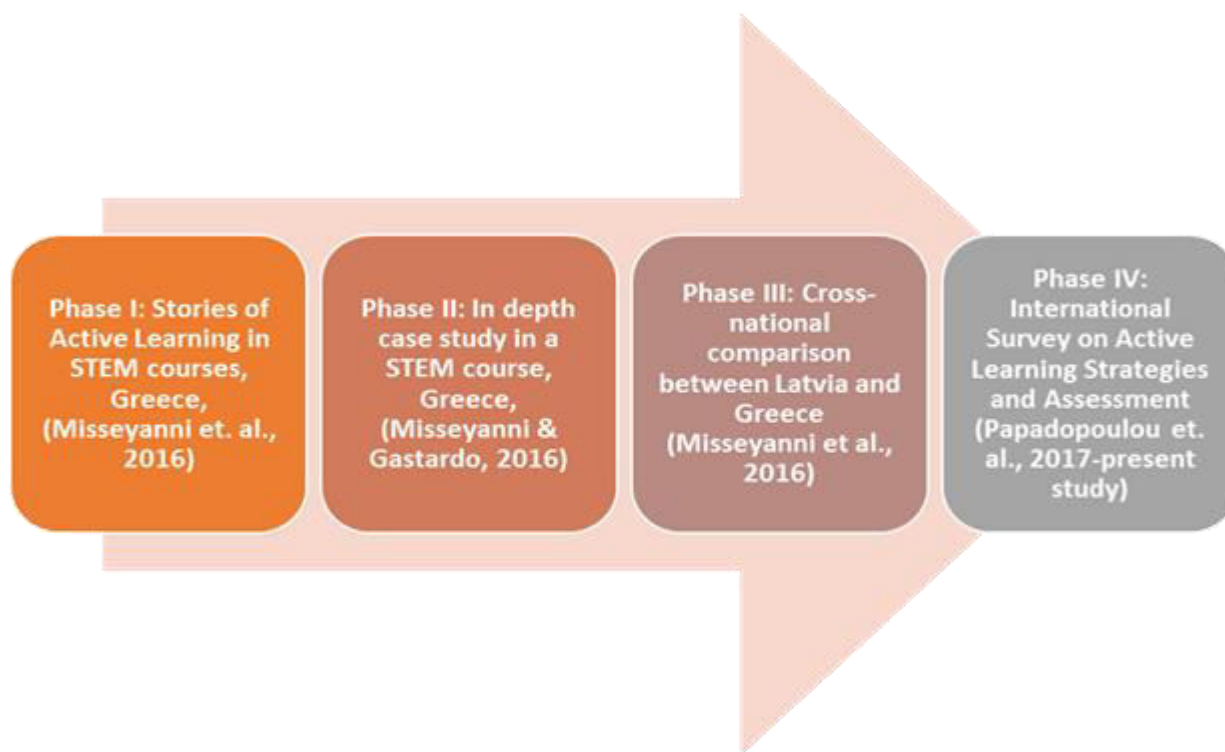 Phase I: Stories of
Active Learning in
STEM courses,
Greece,
(Misseyanni et. al.,
2016)
Phase II: In depth
case study in a
STEM course,
Greece,
(Misseyanni &
Gastardo, 2016)
Phase III: Cross-
national
comparison
between Latvia and
Greece
(Misseyanni et al.,
2016)
Phase IV:
International
Survey on Active
Learning Strategies
and Assessment
(Papadopoulou et.
al., 2017-present
study)